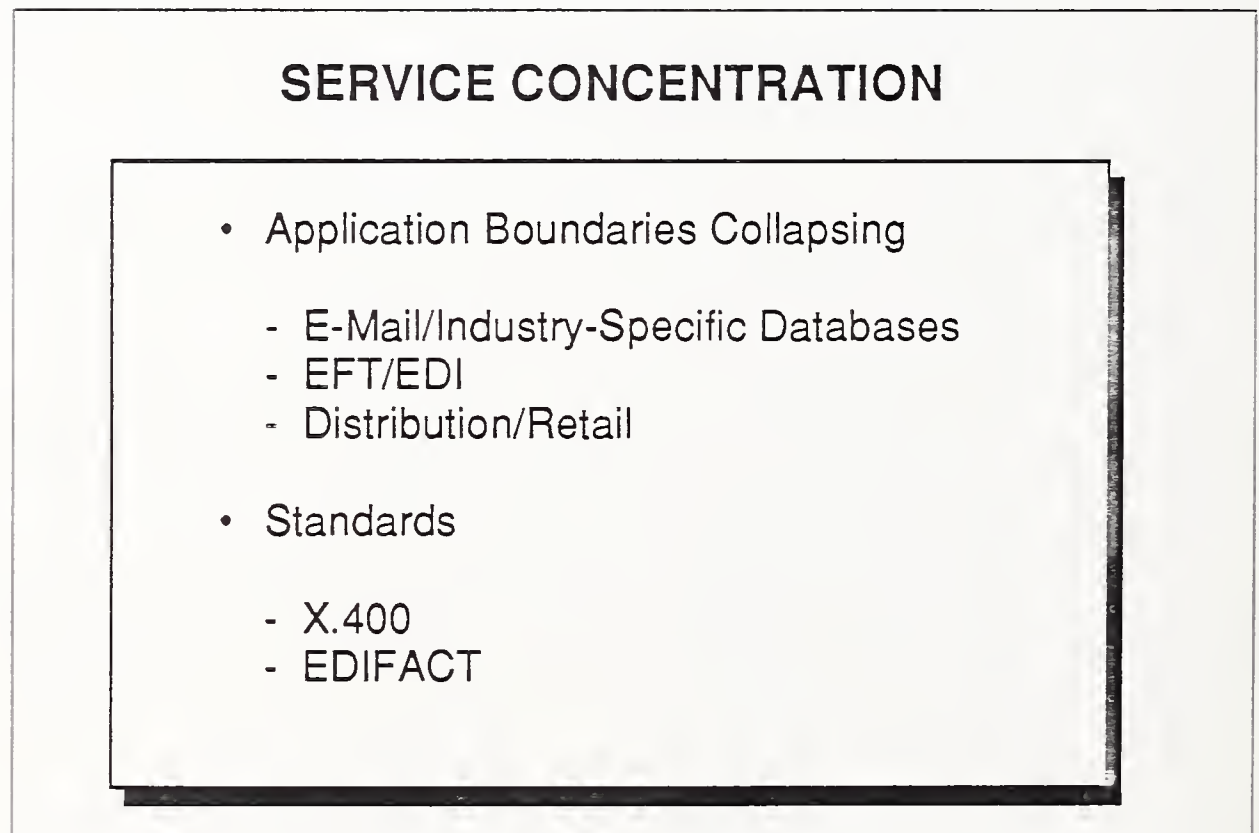 SERVICE CONCENTRATION
• Application Boundaries Collapsing
- E-Mail/Industry-Specific Databases
- EFT/EDI
- Distribution/Retail
• Standards
- X.400
- EDIFACT